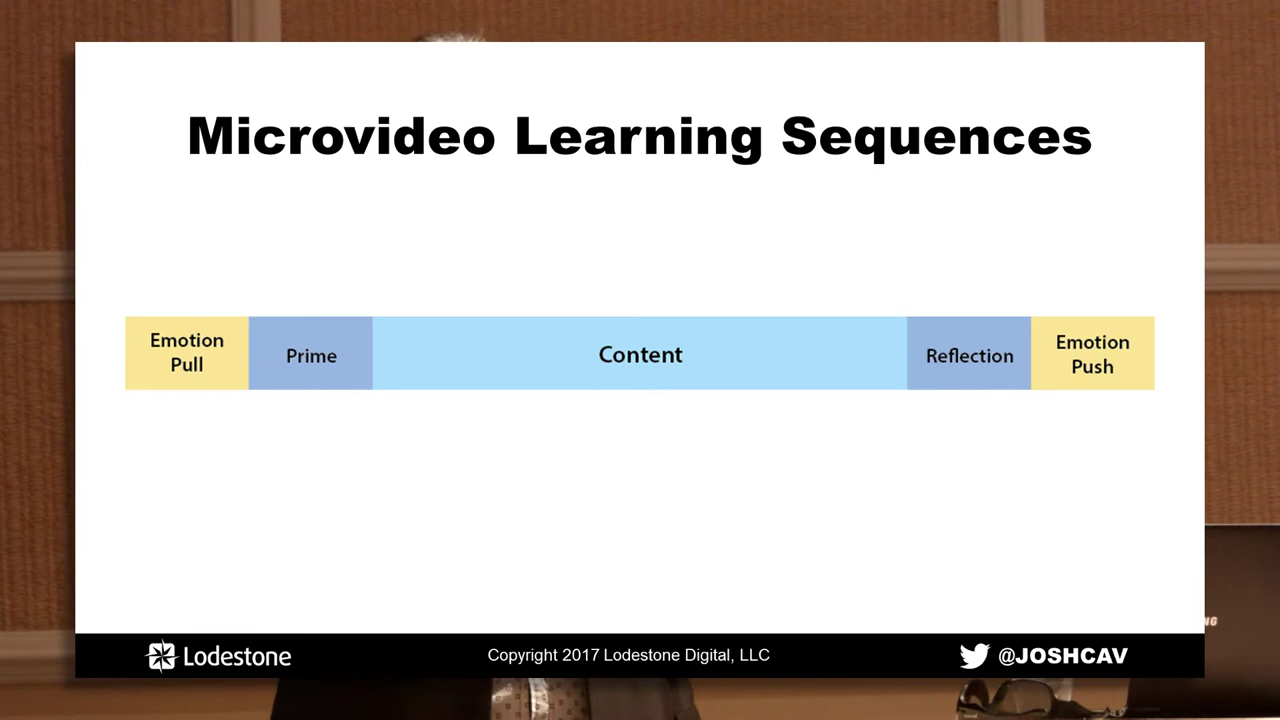 Microvideo Learning Sequences
Emotion
Pull
Prime
Content
Reflection
Emotion
Push
Lodestone
Copyright 2017 Lodestone Digital, LLC
@JOSHCAV